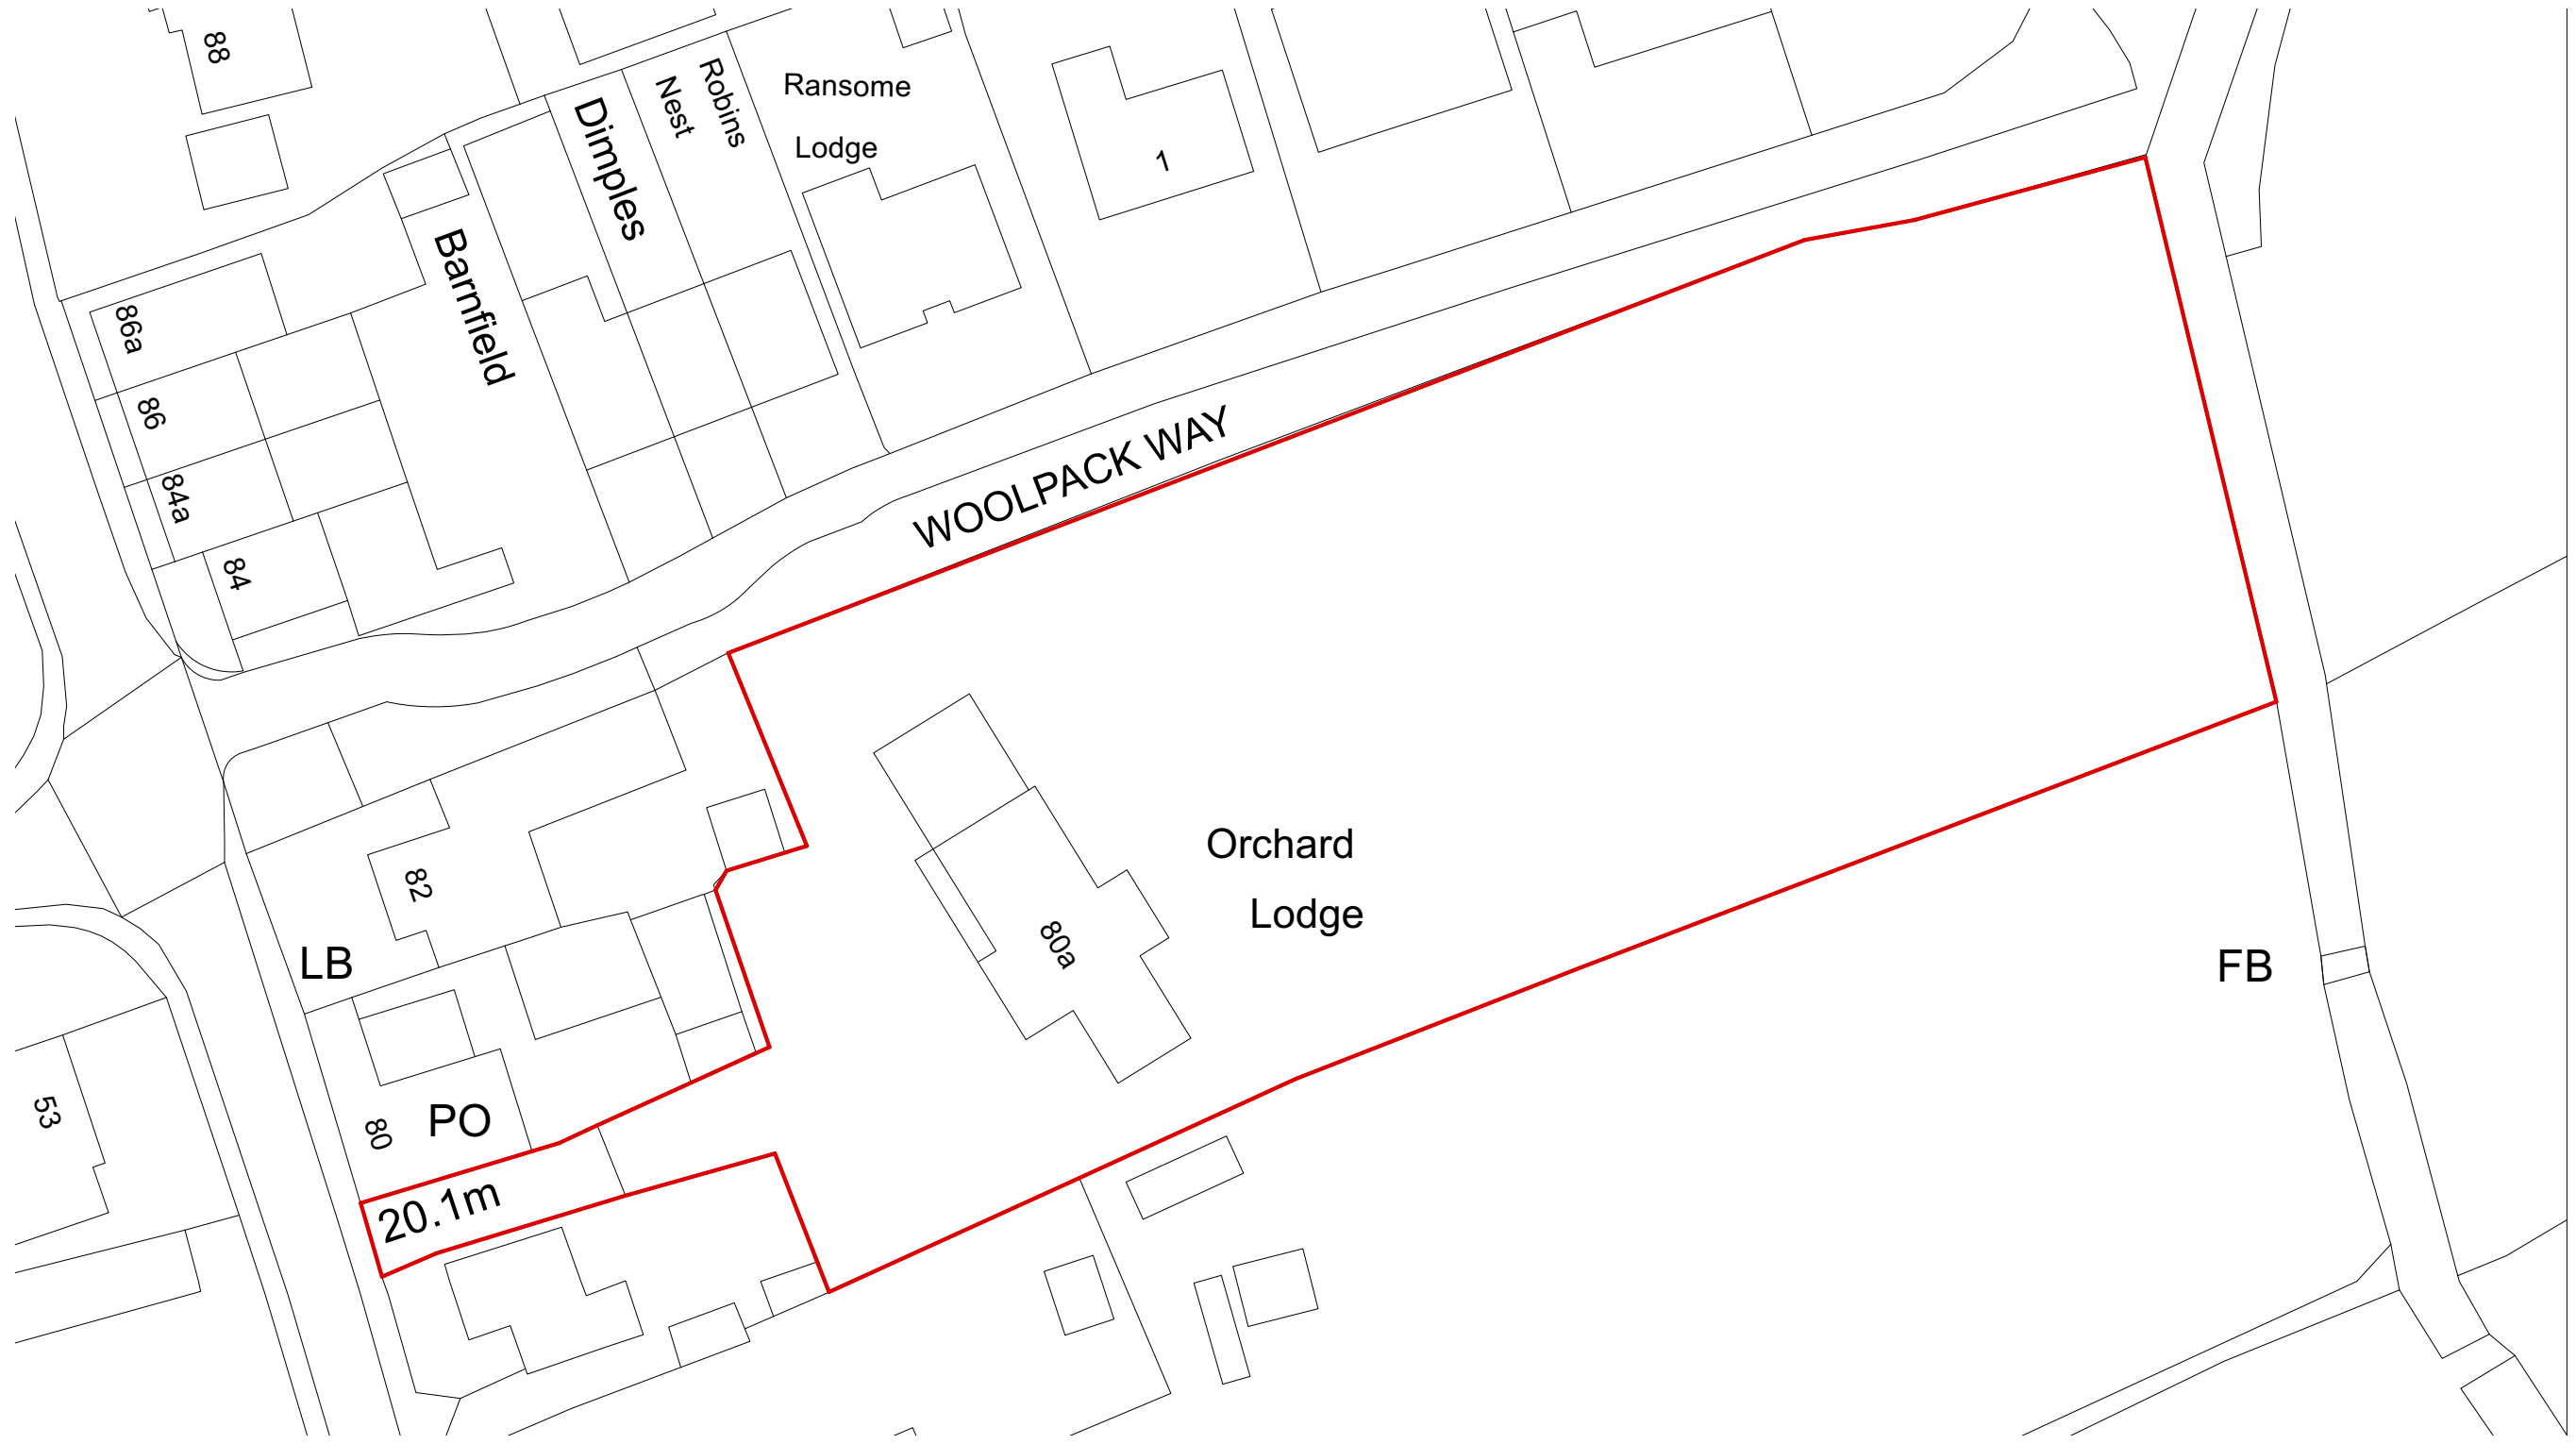 88
Robins
Nest
Ransome
Lodge
Dimples
1
Barnfield
86a
86
84a
84
WOOLPACK WAY
82
Orchard
Lodge
80a
LB
FB
53
80
PO
20.1m